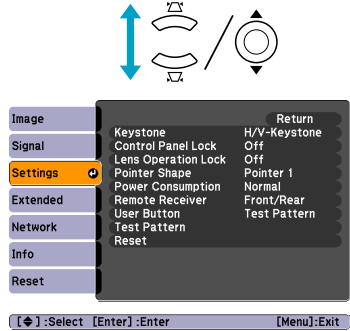 Image
Signal
Settings
Extended
Network
Info
Reset
Return
Keystone H/V-Keystone
Control Panel Lock Off
Lens Operation Lock Off
Pointer Shape Pointer 1
Power Consumption Normal
Remote Receiver Front/Rear
User Button Test Pattern
Test Pattern
Reset
[◆] :Select [Enter] :Enter [Menu]:Exit